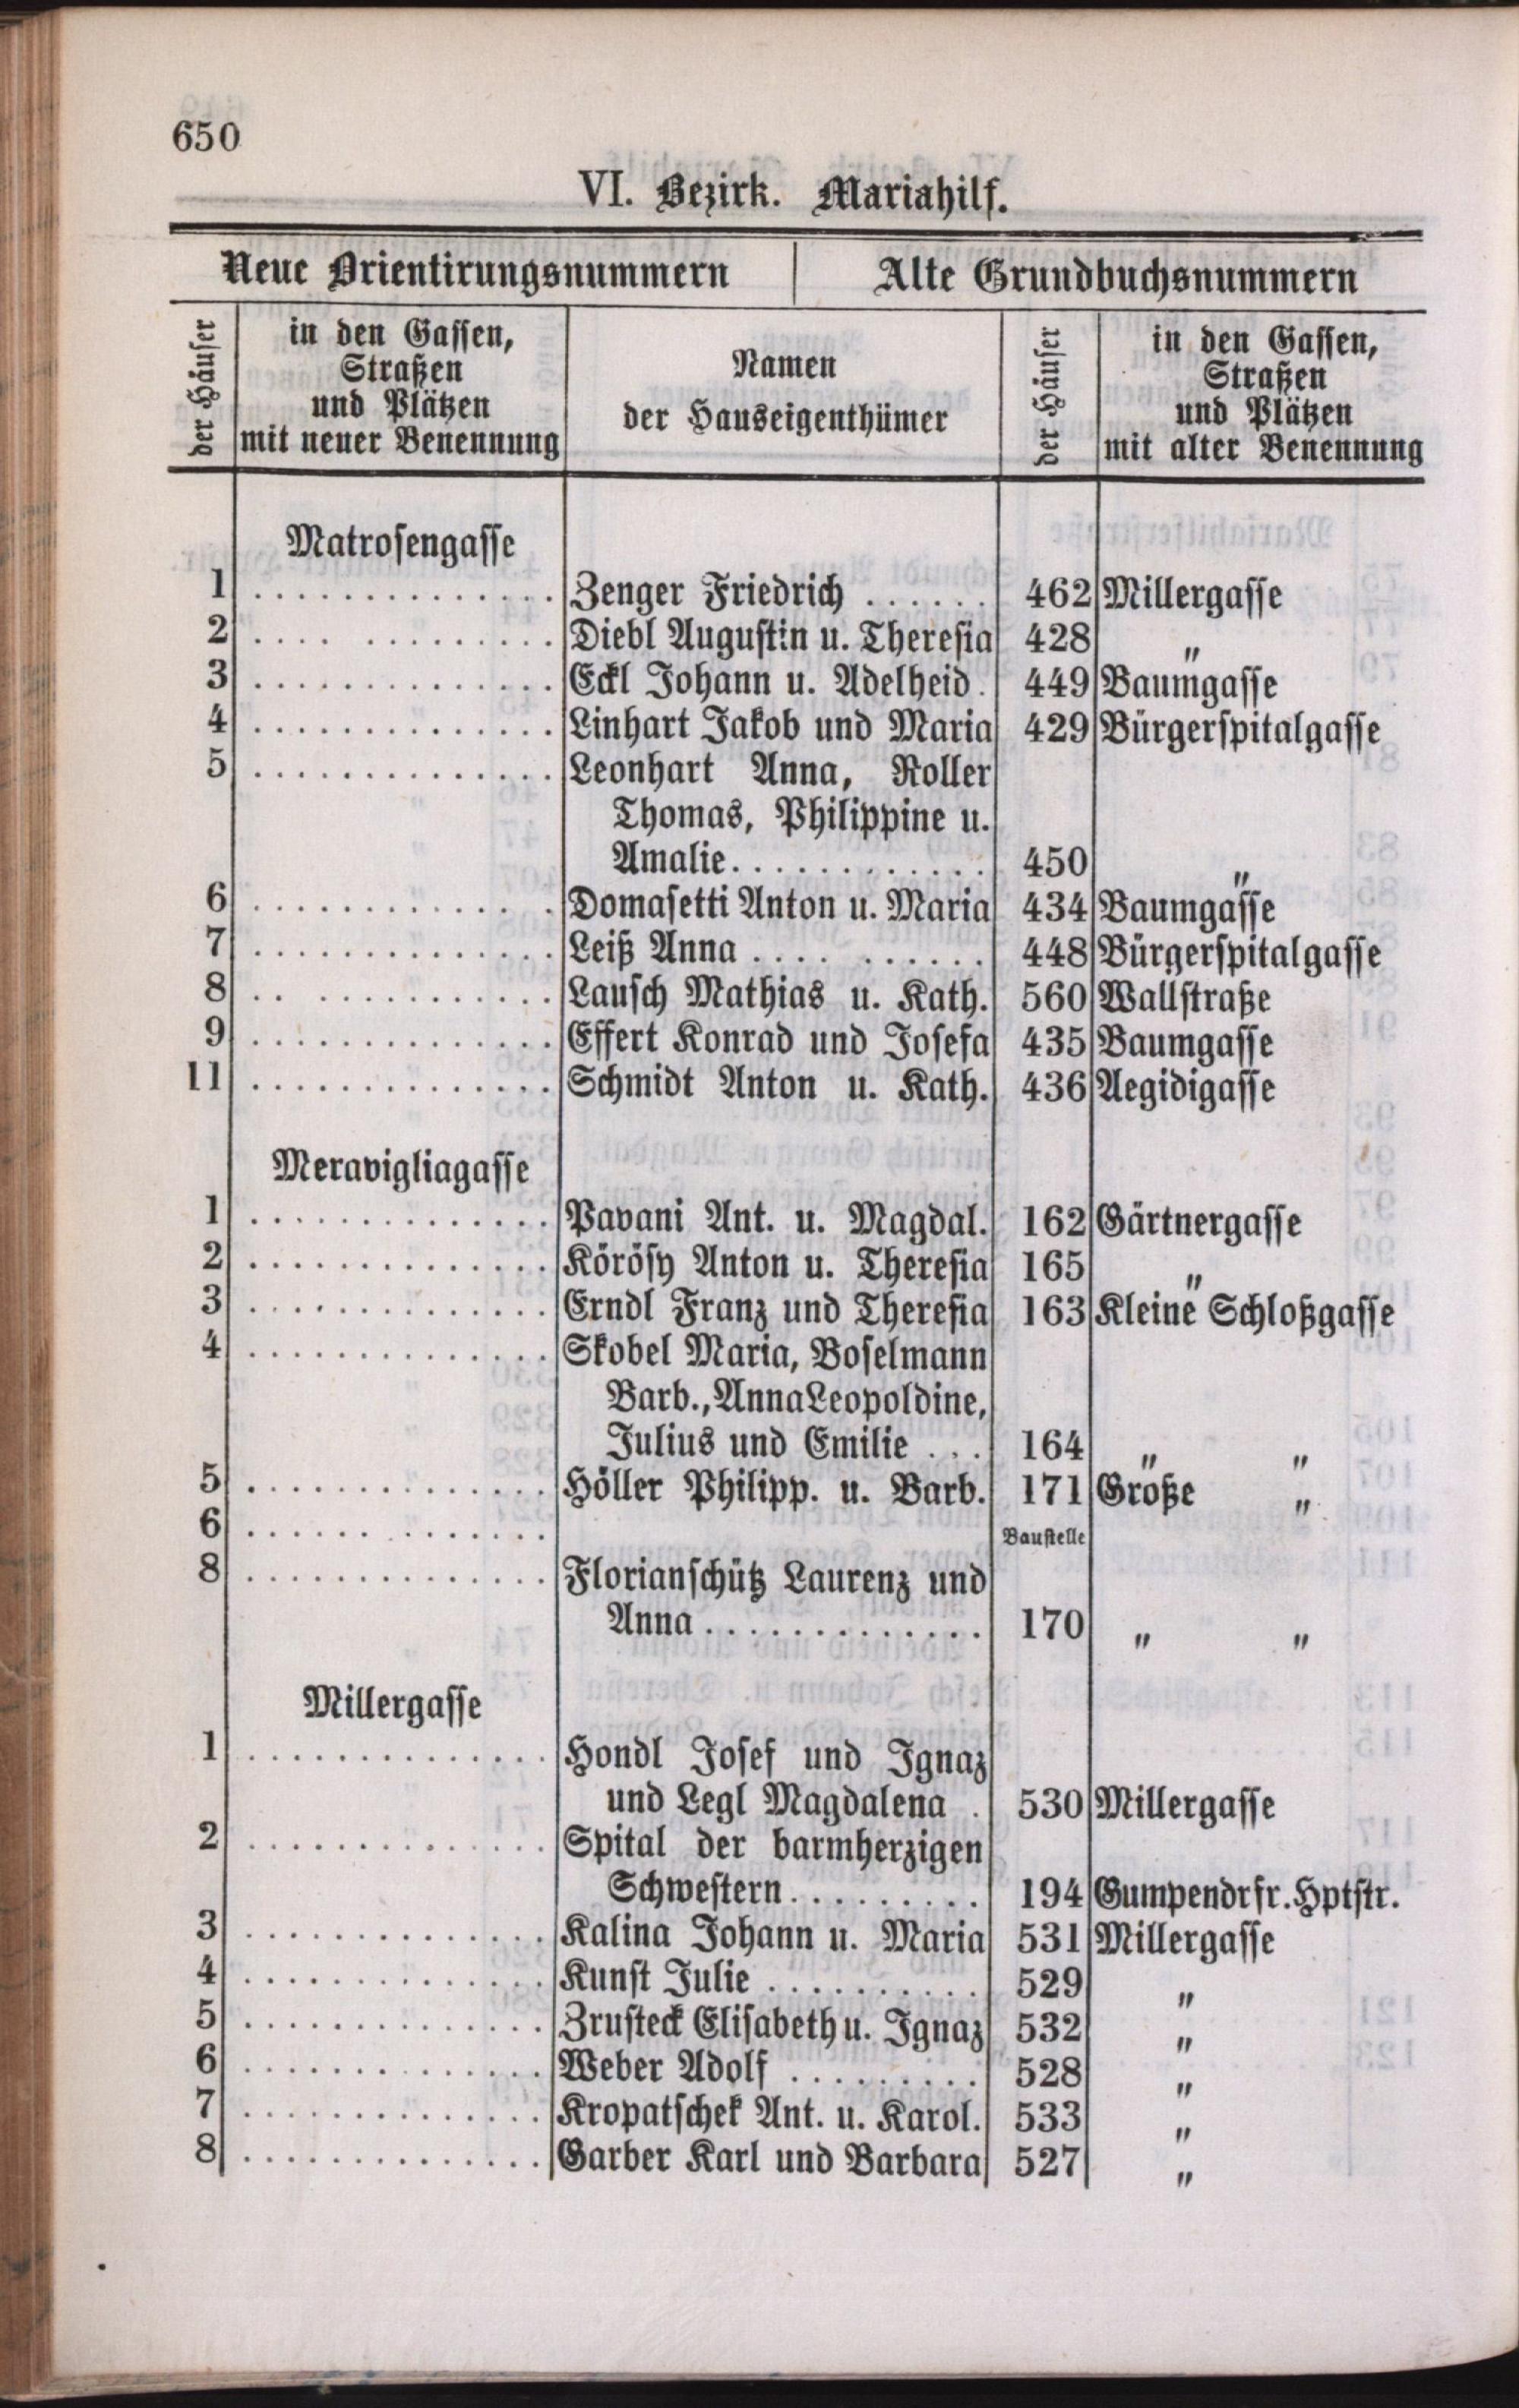 650
VI. Bezirk. Mariahilf.
Neue Orientirungsnummern Alte Grundbuchsnummern
der Häuser
in den Gassen,
Straßen
und Plätzen
mit neuer Benennung
Namen
der Hauseigenthümer
der Häuser
in den Gassen,
Straßen
und Plätzen
mit alter Benennung
Matrosengasse
1 .............. Zenger Friedrich ...... 462 Millergasse
2 .... ......... Diebl Augustin u. Theresia 428 „
3 .............. Eckl Johann u. Adelheid. 449 Baumgasse
4 .............. Linhart Jakob und Maria 429 Bürgerspitalgasse
5 .............. Leonhart Anna, Roller
Thomas, Philippine u.
Amalie............ 450 „
6 .............. Domasetti Anton u. Maria 434 Baumgasse
7 .............. Leiß Anna .... ...... 448 Bürgerspitalgasse
8 .. ........... Lausch Mathias u. Kath. 560 Wallstraße
9 .............. Effert Konrad und Josefa 435 Baumgasse
11 .............. Schmidt Anton u. Kath. 436 Aegidigasse
Meravigliagasse
1 .............. Pavani Ant. u. Magdal. 162 Gärtnergasse
2 .............. Körösy Anton u. Theresia 165 „
3 .............. Erndl Franz und Theresia 163 Kleine Schloßgasse
4 .............. Skobel Maria, Boselmann
Barb., Anna Leopoldine,
Julius und Emilie ... 164 „ „
5 .............. Höller Philipp. u. Barb. 171 Große „
6 ...... ....... Baustelle
8 .............. Florianschütz Laurenz und
Anna............. 170 „ „
Millergasse
1 .............. Hondl Josef und Ignaz
und Legl Magdalena . 530 Millergasse
2 .............. Spital der barmherzigen
Schwestern......... 194 Gumpendrfr. Hptstr.
3 .............. Kalina Johann u. Maria 531 Millergasse
4 .............. Kunst Julie .......... 529 „
5 .............. Zrusteck Elisabeth u. Ignaz 532 „
6 .............. Weber Adolf ......... 528 „
7 .............. Kropatschek Ant. u. Karol. 533 „
8 .............. Garber Karl und Barbara 527 „